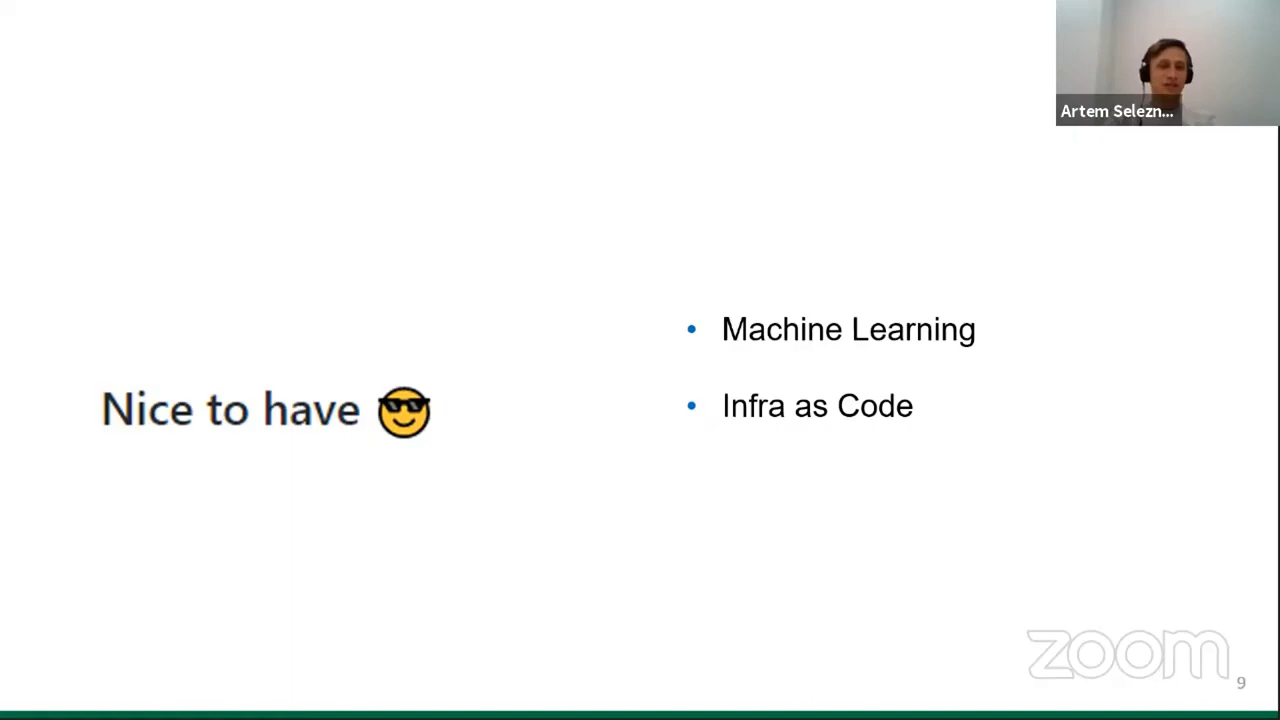 Artem Selezn...
Machine Learning
Nice to have 😎
Infra as Code
zoom
9